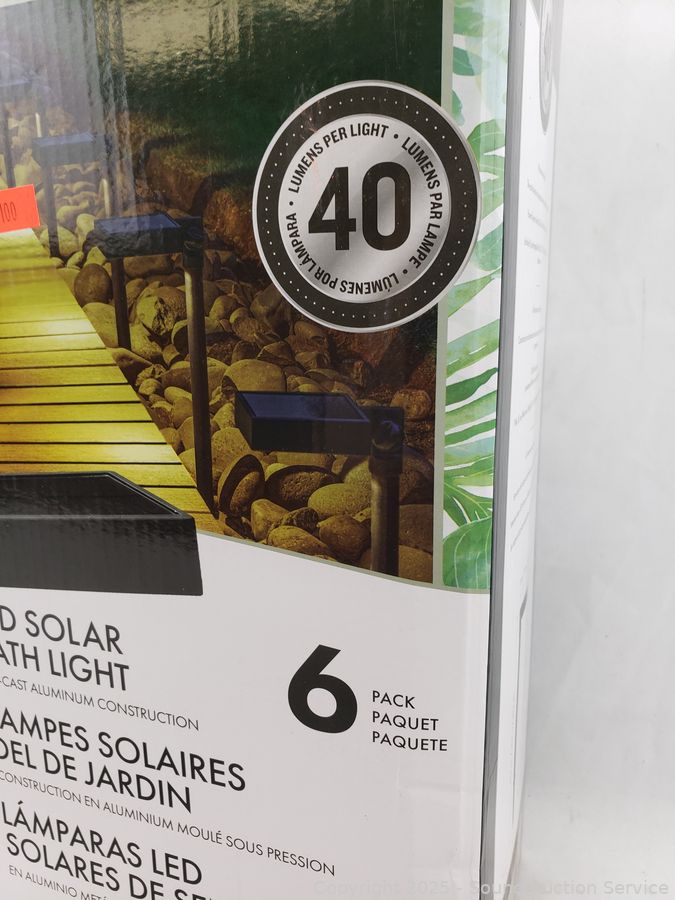 LUMENS PER LIGHT • LUMENS PAR LAMPE • LÚMENES POR LÁMPARA •
40
100
D SOLAR
ATH LIGHT
-CAST ALUMINUM CONSTRUCTION
6
PACK
PAQUET
PAQUETE
AMPES SOLAIRES
DEL DE JARDIN
CONSTRUCTION EN ALUMINIUM MOULÉ SOUS PRESSION
LÁMPARAS LED
SOLARES DE SE
EN ALUMINIO MET
Copyright 2025 - Sound Auction Service